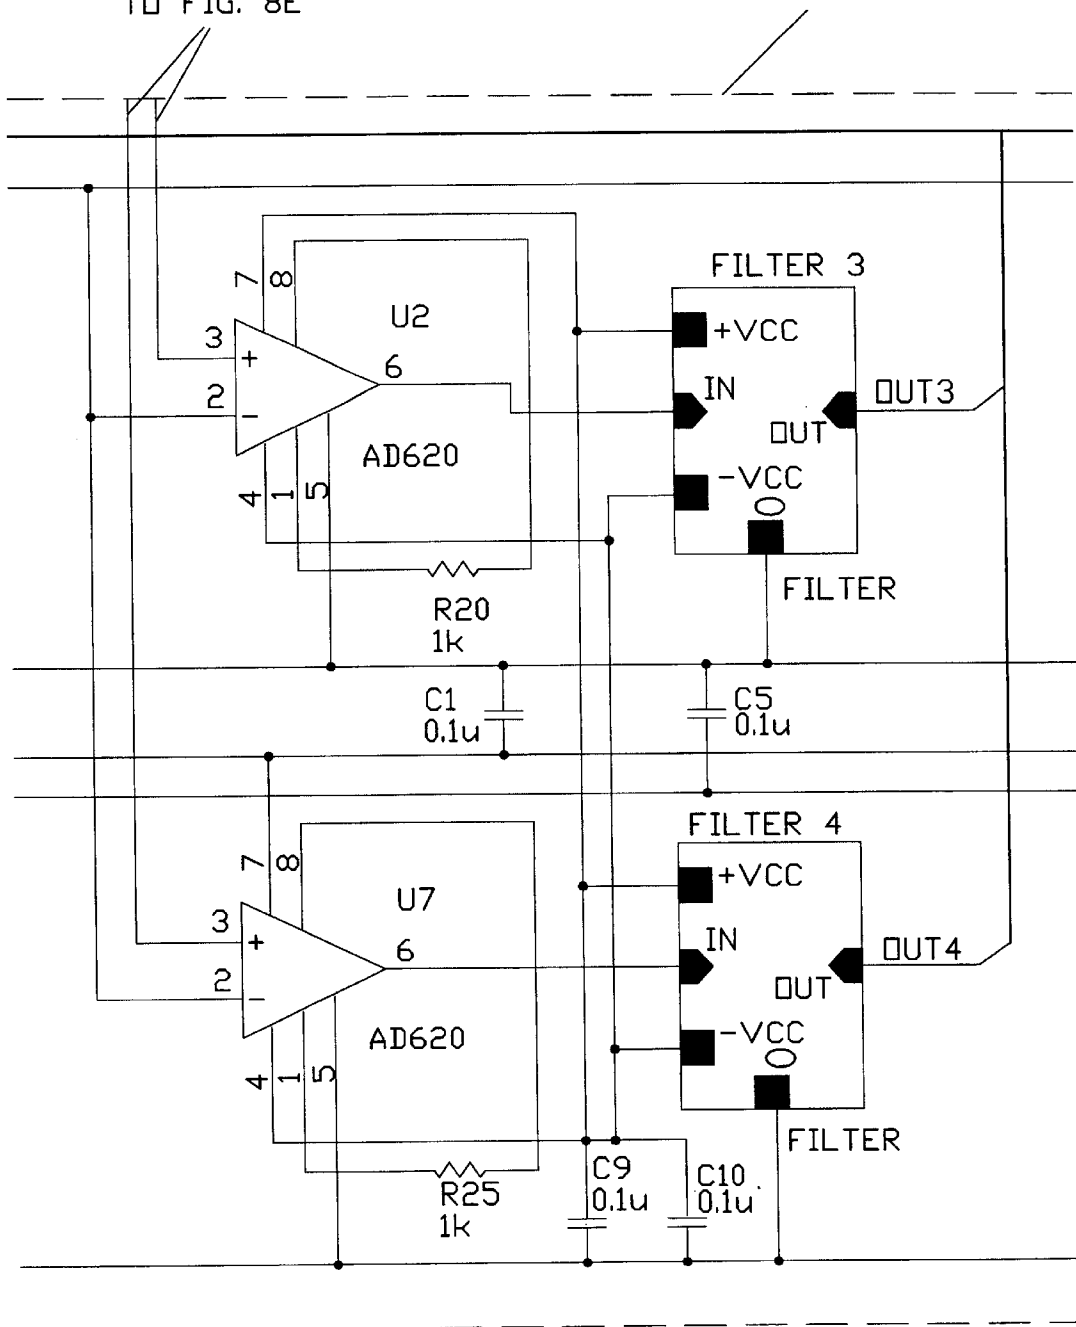 TO FIG. 8E
FILTER 3
7
8
U2
3
+
6
2
−
AD620
4
1
5
+VCC
IN
OUT3
OUT
-VCC
0
FILTER
R20
1k
C1
0.1u
C5
0.1u
FILTER 4
7
8
U7
3
+
6
2
−
AD620
4
1
5
+VCC
IN
OUT4
OUT
-VCC
0
FILTER
R25
1k
C9
0.1u
C10
0.1u